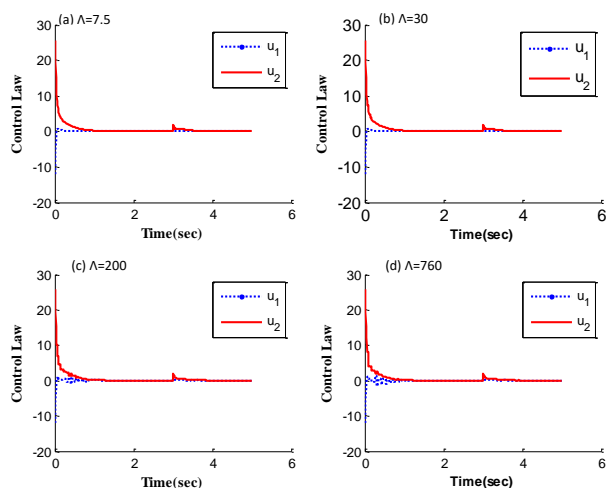 (a) Λ=7.5
30
20
10
0
-10
-20
Control Law
0
2
4
6
Time(sec)
u1
u2
(b) Λ=30
30
20
10
0
-10
-20
Control Law
0
2
4
6
Time(sec)
u1
u2
(c) Λ=200
30
20
10
0
-10
-20
Control Law
0
2
4
6
Time(sec)
u1
u2
(d) Λ=760
30
20
10
0
-10
-20
Control Law
0
2
4
6
Time(sec)
u1
u2